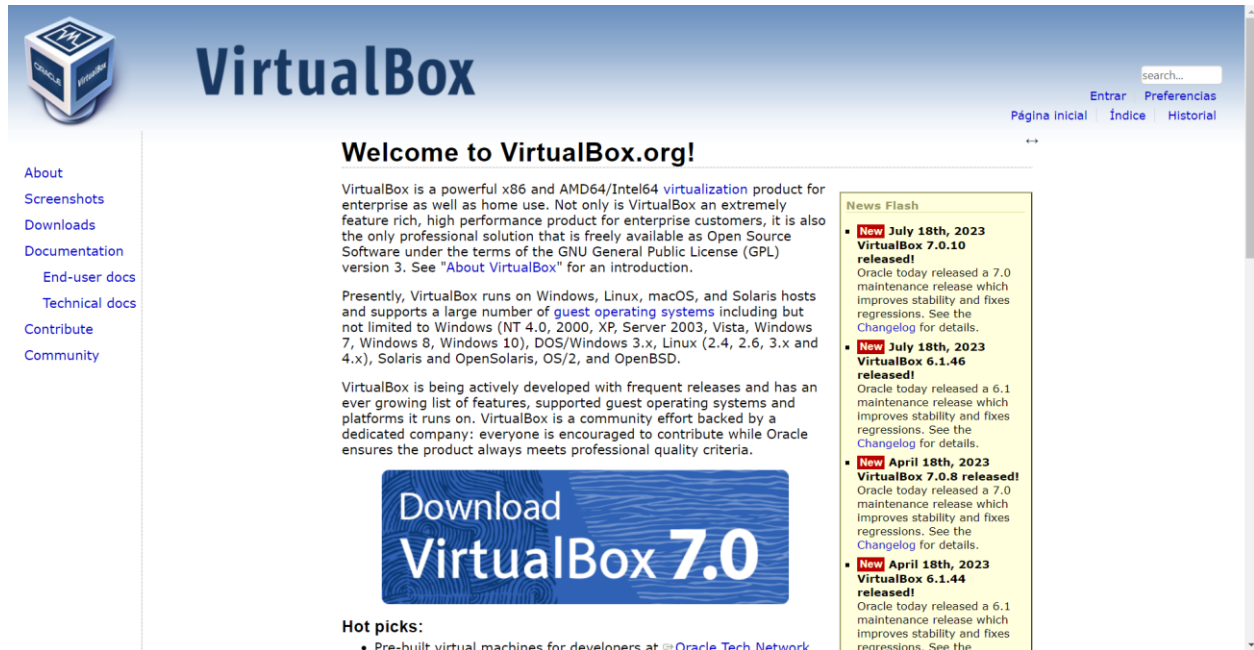 ORACLE
VirtualBox
VirtualBox
search...
Entrar Preferencias
Página inicial Índice Historial
About
Screenshots
Downloads
Documentation
End-user docs
Technical docs
Contribute
Community
Welcome to VirtualBox.org!
VirtualBox is a powerful x86 and AMD64/Intel64 virtualization product for
enterprise as well as home use. Not only is VirtualBox an extremely
feature rich, high performance product for enterprise customers, it is also
the only professional solution that is freely available as Open Source
Software under the terms of the GNU General Public License (GPL)
version 3. See "About VirtualBox" for an introduction.
Presently, VirtualBox runs on Windows, Linux, macOS, and Solaris hosts
and supports a large number of guest operating systems including but
not limited to Windows (NT 4.0, 2000, XP, Server 2003, Vista, Windows
7, Windows 8, Windows 10), DOS/Windows 3.x, Linux (2.4, 2.6, 3.x and
4.x), Solaris and OpenSolaris, OS/2, and OpenBSD.
VirtualBox is being actively developed with frequent releases and has an
ever growing list of features, supported guest operating systems and
platforms it runs on. VirtualBox is a community effort backed by a
dedicated company: everyone is encouraged to contribute while Oracle
ensures the product always meets professional quality criteria.
Download
VirtualBox 7.0
Hot picks:
• Pre-built virtual machines for developers at Oracle Tech Network
News Flash
New July 18th, 2023
VirtualBox 7.0.10
released!
Oracle today released a 7.0
maintenance release which
improves stability and fixes
regressions. See the
Changelog for details.
New July 18th, 2023
VirtualBox 6.1.46
released!
Oracle today released a 6.1
maintenance release which
improves stability and fixes
regressions. See the
Changelog for details.
New April 18th, 2023
VirtualBox 7.0.8 released!
Oracle today released a 7.0
maintenance release which
improves stability and fixes
regressions. See the
Changelog for details.
New April 18th, 2023
VirtualBox 6.1.44
released!
Oracle today released a 6.1
maintenance release which
improves stability and fixes
regressions. See the